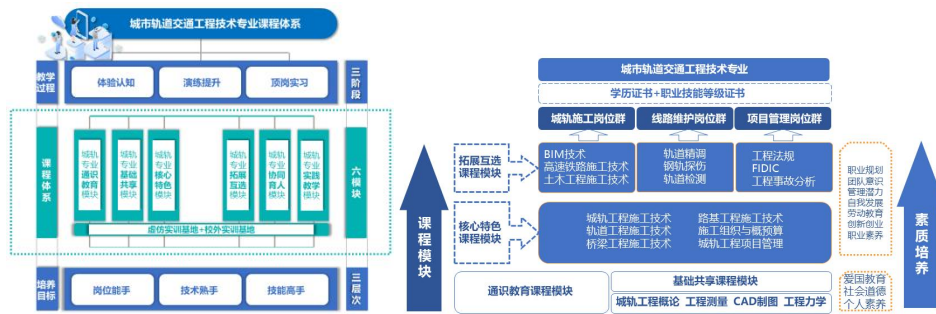 城市轨道交通工程技术专业课程体系
教学过程
体验认知
演练提升
顶岗实习
三阶段
课程体系
城轨专业通识教育模块
城轨专业基础共享模块
城轨专业核心特色模块
城轨专业拓展互选模块
城轨专业协同育人模块
城轨专业实践教学模块
六模块
虚仿实训基地+校外实训基地
培养目标
岗位能手
技术熟手
技能高手
三层次
城市轨道交通工程技术专业
学历证书+职业技能等级证书
城轨施工岗位群
线路维护岗位群
项目管理岗位群
课程模块
拓展互选
课程模块
BIM技术
高速铁路施工技术
土木工程施工技术
轨道精调
钢轨探伤
轨道检测
工程法规
FIDIC
工程事故分析
核心特色
课程模块
城轨工程施工技术
轨道工程施工技术
桥梁工程施工技术
路基工程施工技术
施工组织与概预算
城轨工程项目管理
通识教育课程模块
基础共享课程模块
城轨工程概论 工程测量 CAD制图 工程力学
职业规划
团队意识
管理潜力
自我发展
劳动教育
创新创业
职业素养
爱国教育
社会道德
个人素养
素质培养